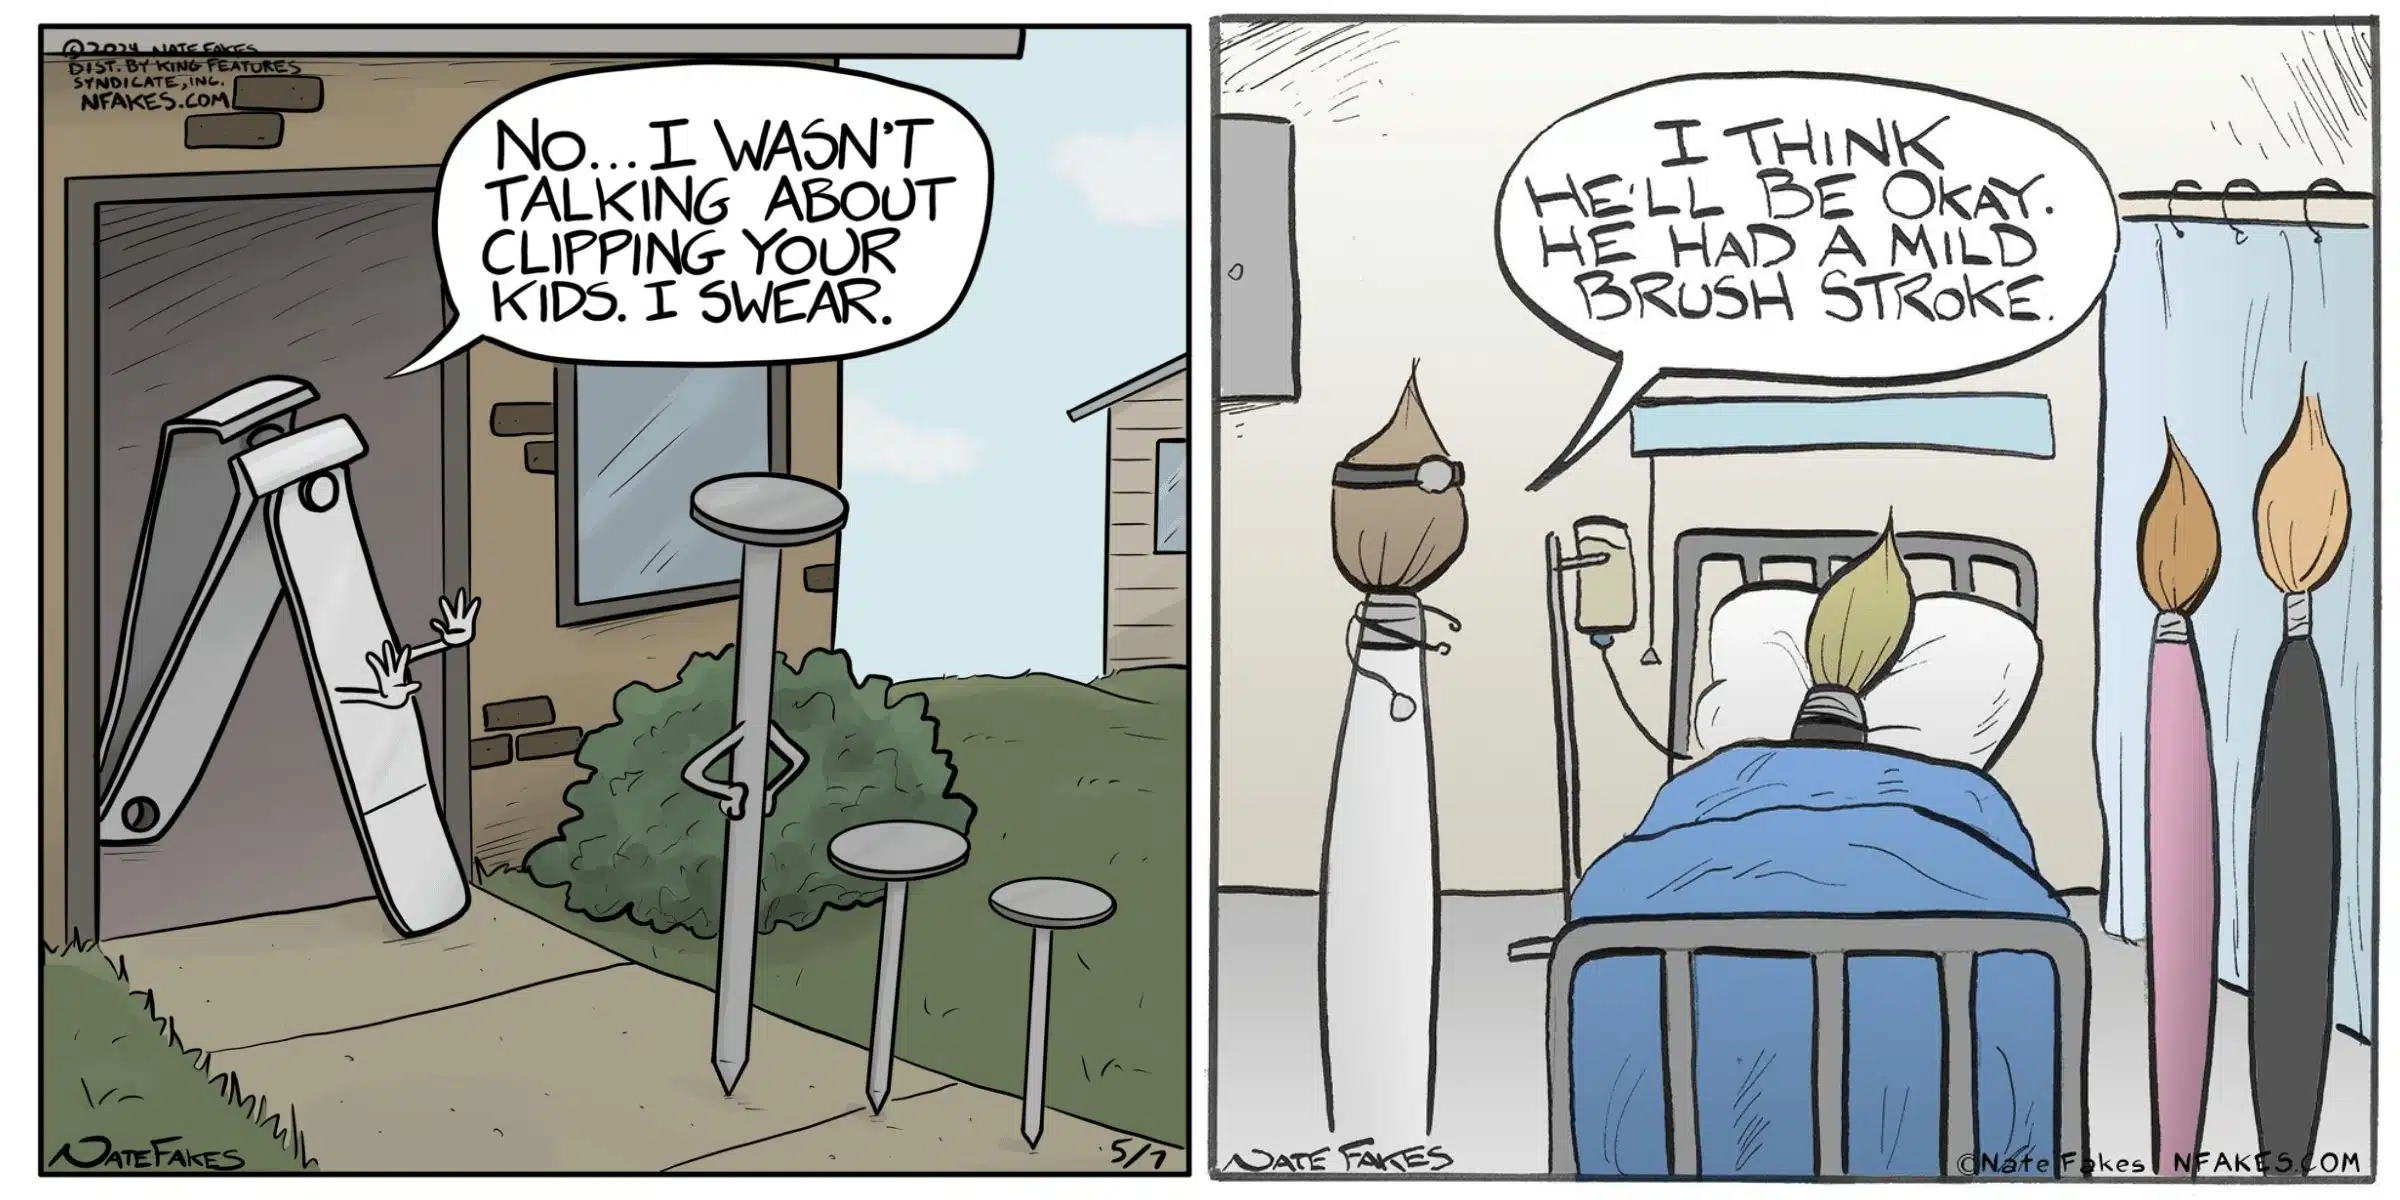 ©2024 NATE FAKES
DIST. BY KING FEATURES
SYNDICATE, INC.
NFAKES.COM
NO... I WASN'T
TALKING ABOUT
CLIPPING YOUR
KIDS. I SWEAR.
NATE FAKES
5/7
I THINK
HE'LL BE OKAY.
HE HAD A MILD
BRUSH STROKE.
NATE FAKES
©Nate Fakes NFAKES.COM